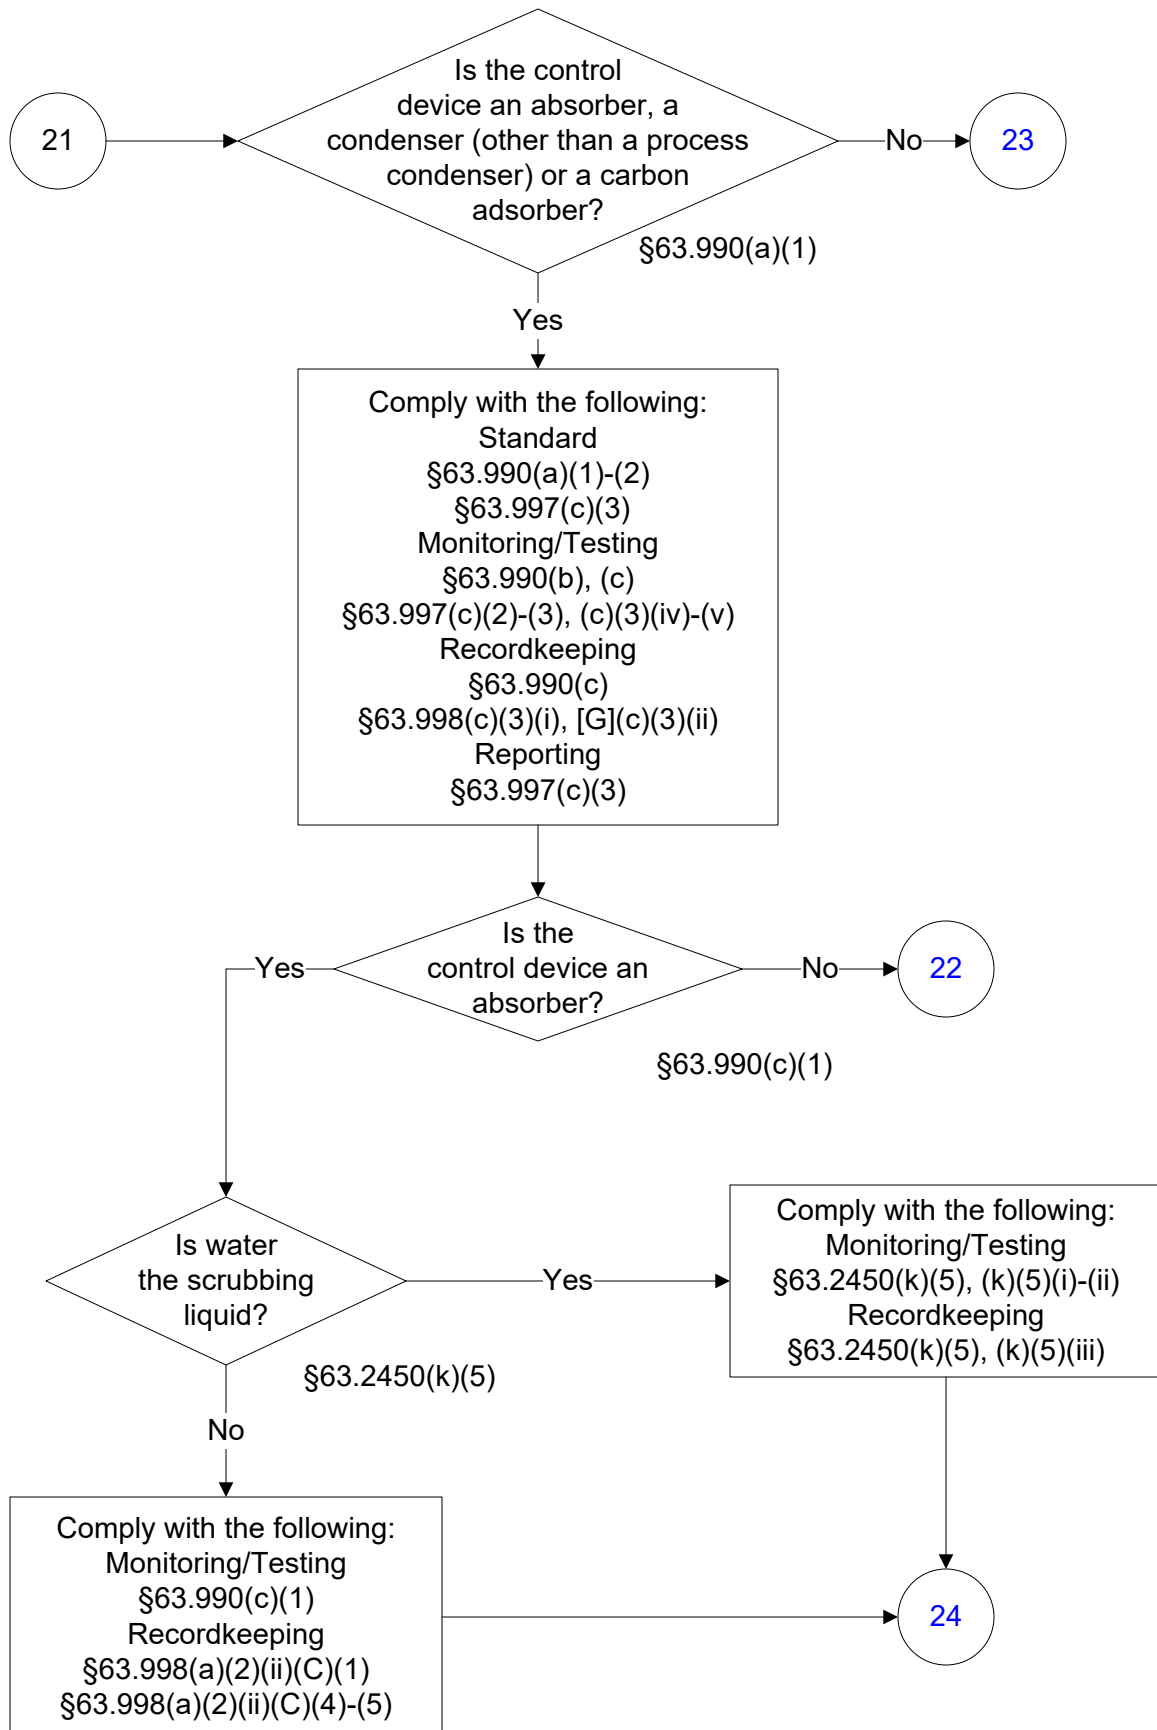 Is the control
device an absorber, a
condenser (other than a process
condenser) or a carbon
adsorber?
21
No
23
§63.990(a)(1)
Yes
Comply with the following:
Standard
§63.990(a)(1)-(2)
§63.997(c)(3)
Monitoring/Testing
§63.990(b), (c)
§63.997(c)(2)-(3), (c)(3)(iv)-(v)
Recordkeeping
§63.990(c)
§63.998(c)(3)(i), [G](c)(3)(ii)
Reporting
§63.997(c)(3)
Is the
control device an
absorber?
Yes
No
22
§63.990(c)(1)
Is water
the scrubbing
liquid?
Yes
§63.2450(k)(5)
Comply with the following:
Monitoring/Testing
§63.2450(k)(5), (k)(5)(i)-(ii)
Recordkeeping
§63.2450(k)(5), (k)(5)(iii)
No
Comply with the following:
Monitoring/Testing
§63.990(c)(1)
Recordkeeping
§63.998(a)(2)(ii)(C)(1)
§63.998(a)(2)(ii)(C)(4)-(5)
24